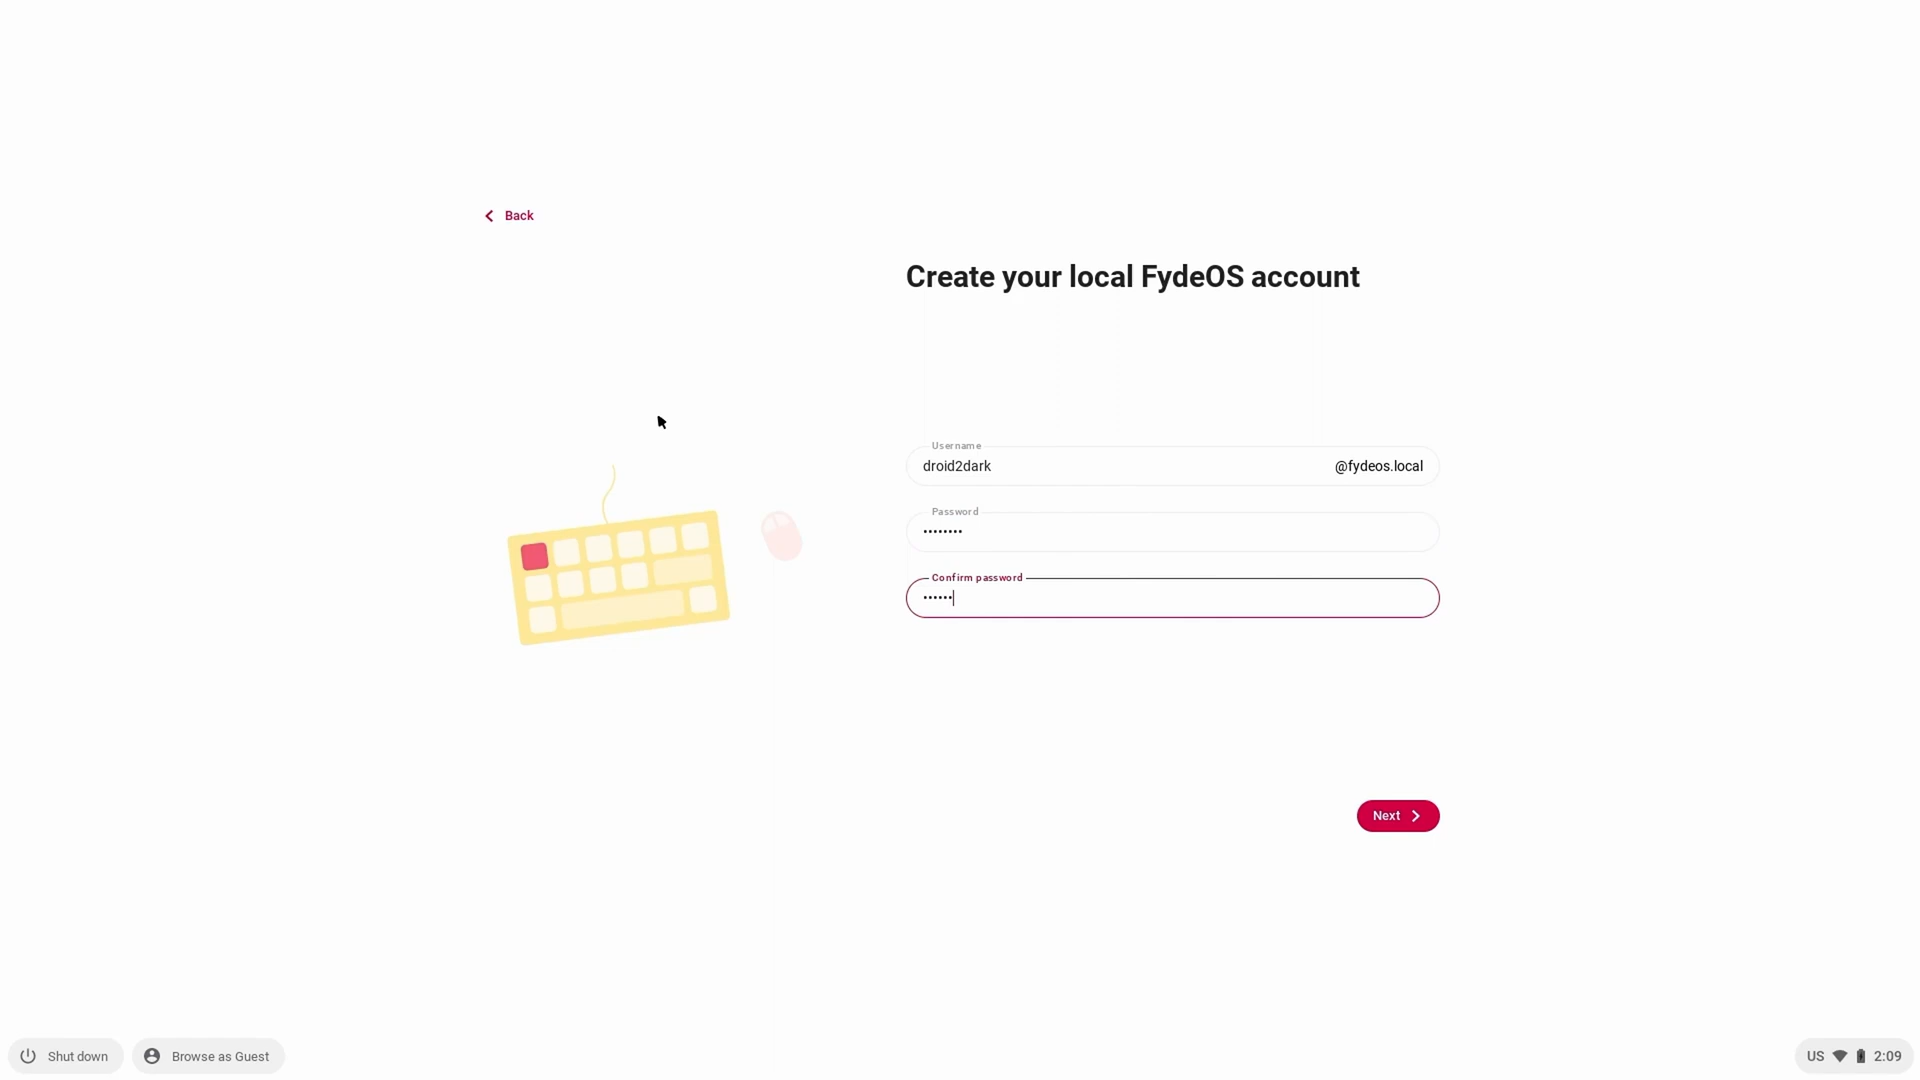 Back
Create your local FydeOS account
Username
droid2dark @fydeos.local
Password
••••••••
Confirm password
••••••
Next
Shut down Browse as Guest US 2:09